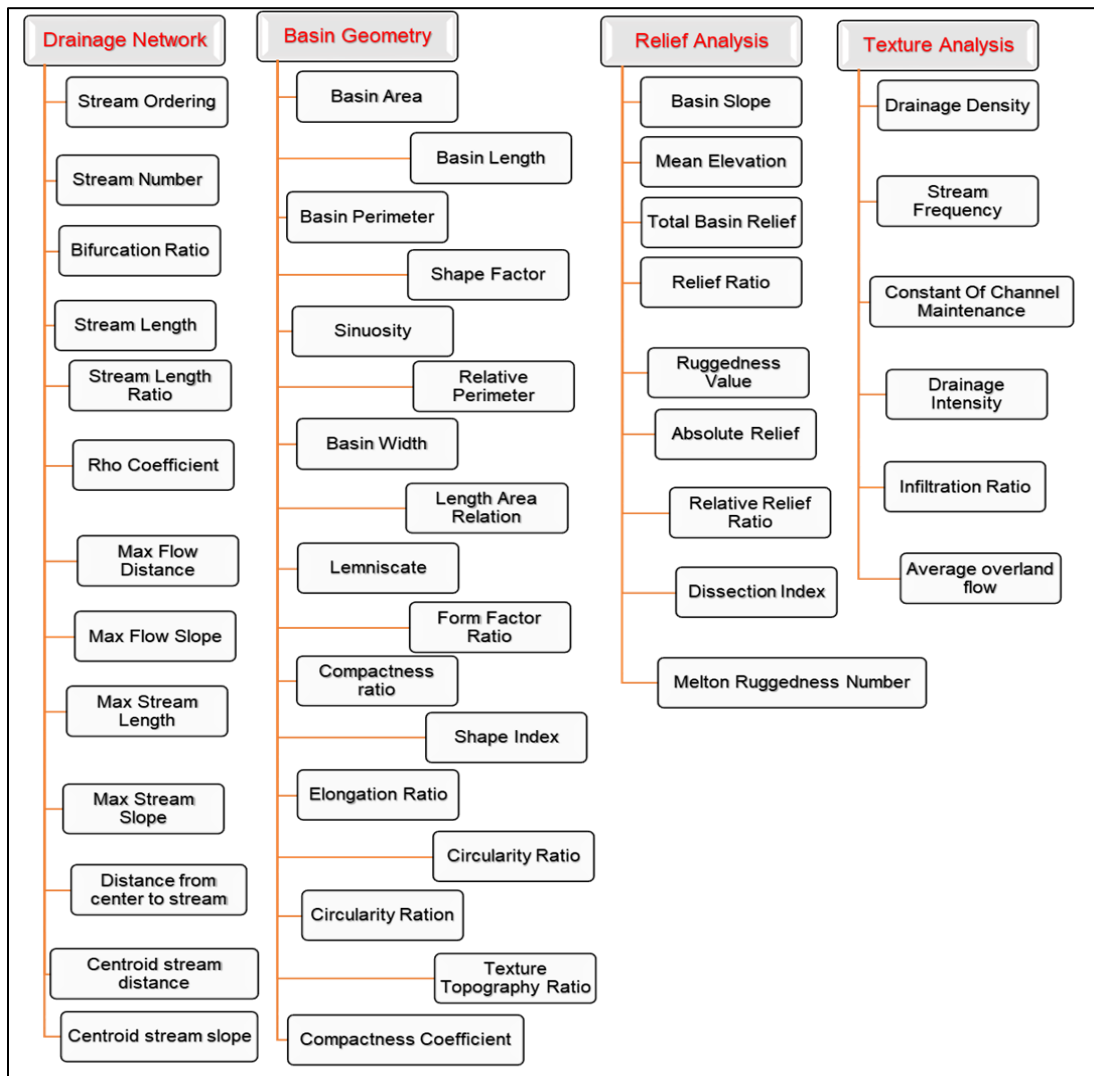 Drainage Network
Stream Ordering
Stream Number
Bifurcation Ratio
Stream Length
Stream Length
Ratio
Rho Coefficient
Max Flow
Distance
Max Flow Slope
Max Stream
Length
Max Stream
Slope
Distance from
center to stream
Centroid stream
distance
Centroid stream slope
Basin Geometry
Basin Area
Basin Length
Basin Perimeter
Shape Factor
Sinuosity
Relative
Perimeter
Basin Width
Length Area
Relation
Lemniscate
Form Factor
Ratio
Compactness
ratio
Shape Index
Elongation Ratio
Circularity Ratio
Circularity Ration
Texture
Topography Ratio
Compactness Coefficient
Relief Analysis
Basin Slope
Mean Elevation
Total Basin Relief
Relief Ratio
Ruggedness
Value
Absolute Relief
Relative Relief
Ratio
Dissection Index
Melton Ruggedness Number
Texture Analysis
Drainage Density
Stream
Frequency
Constant Of Channel
Maintenance
Drainage
Intensity
Infiltration Ratio
Average overland
flow